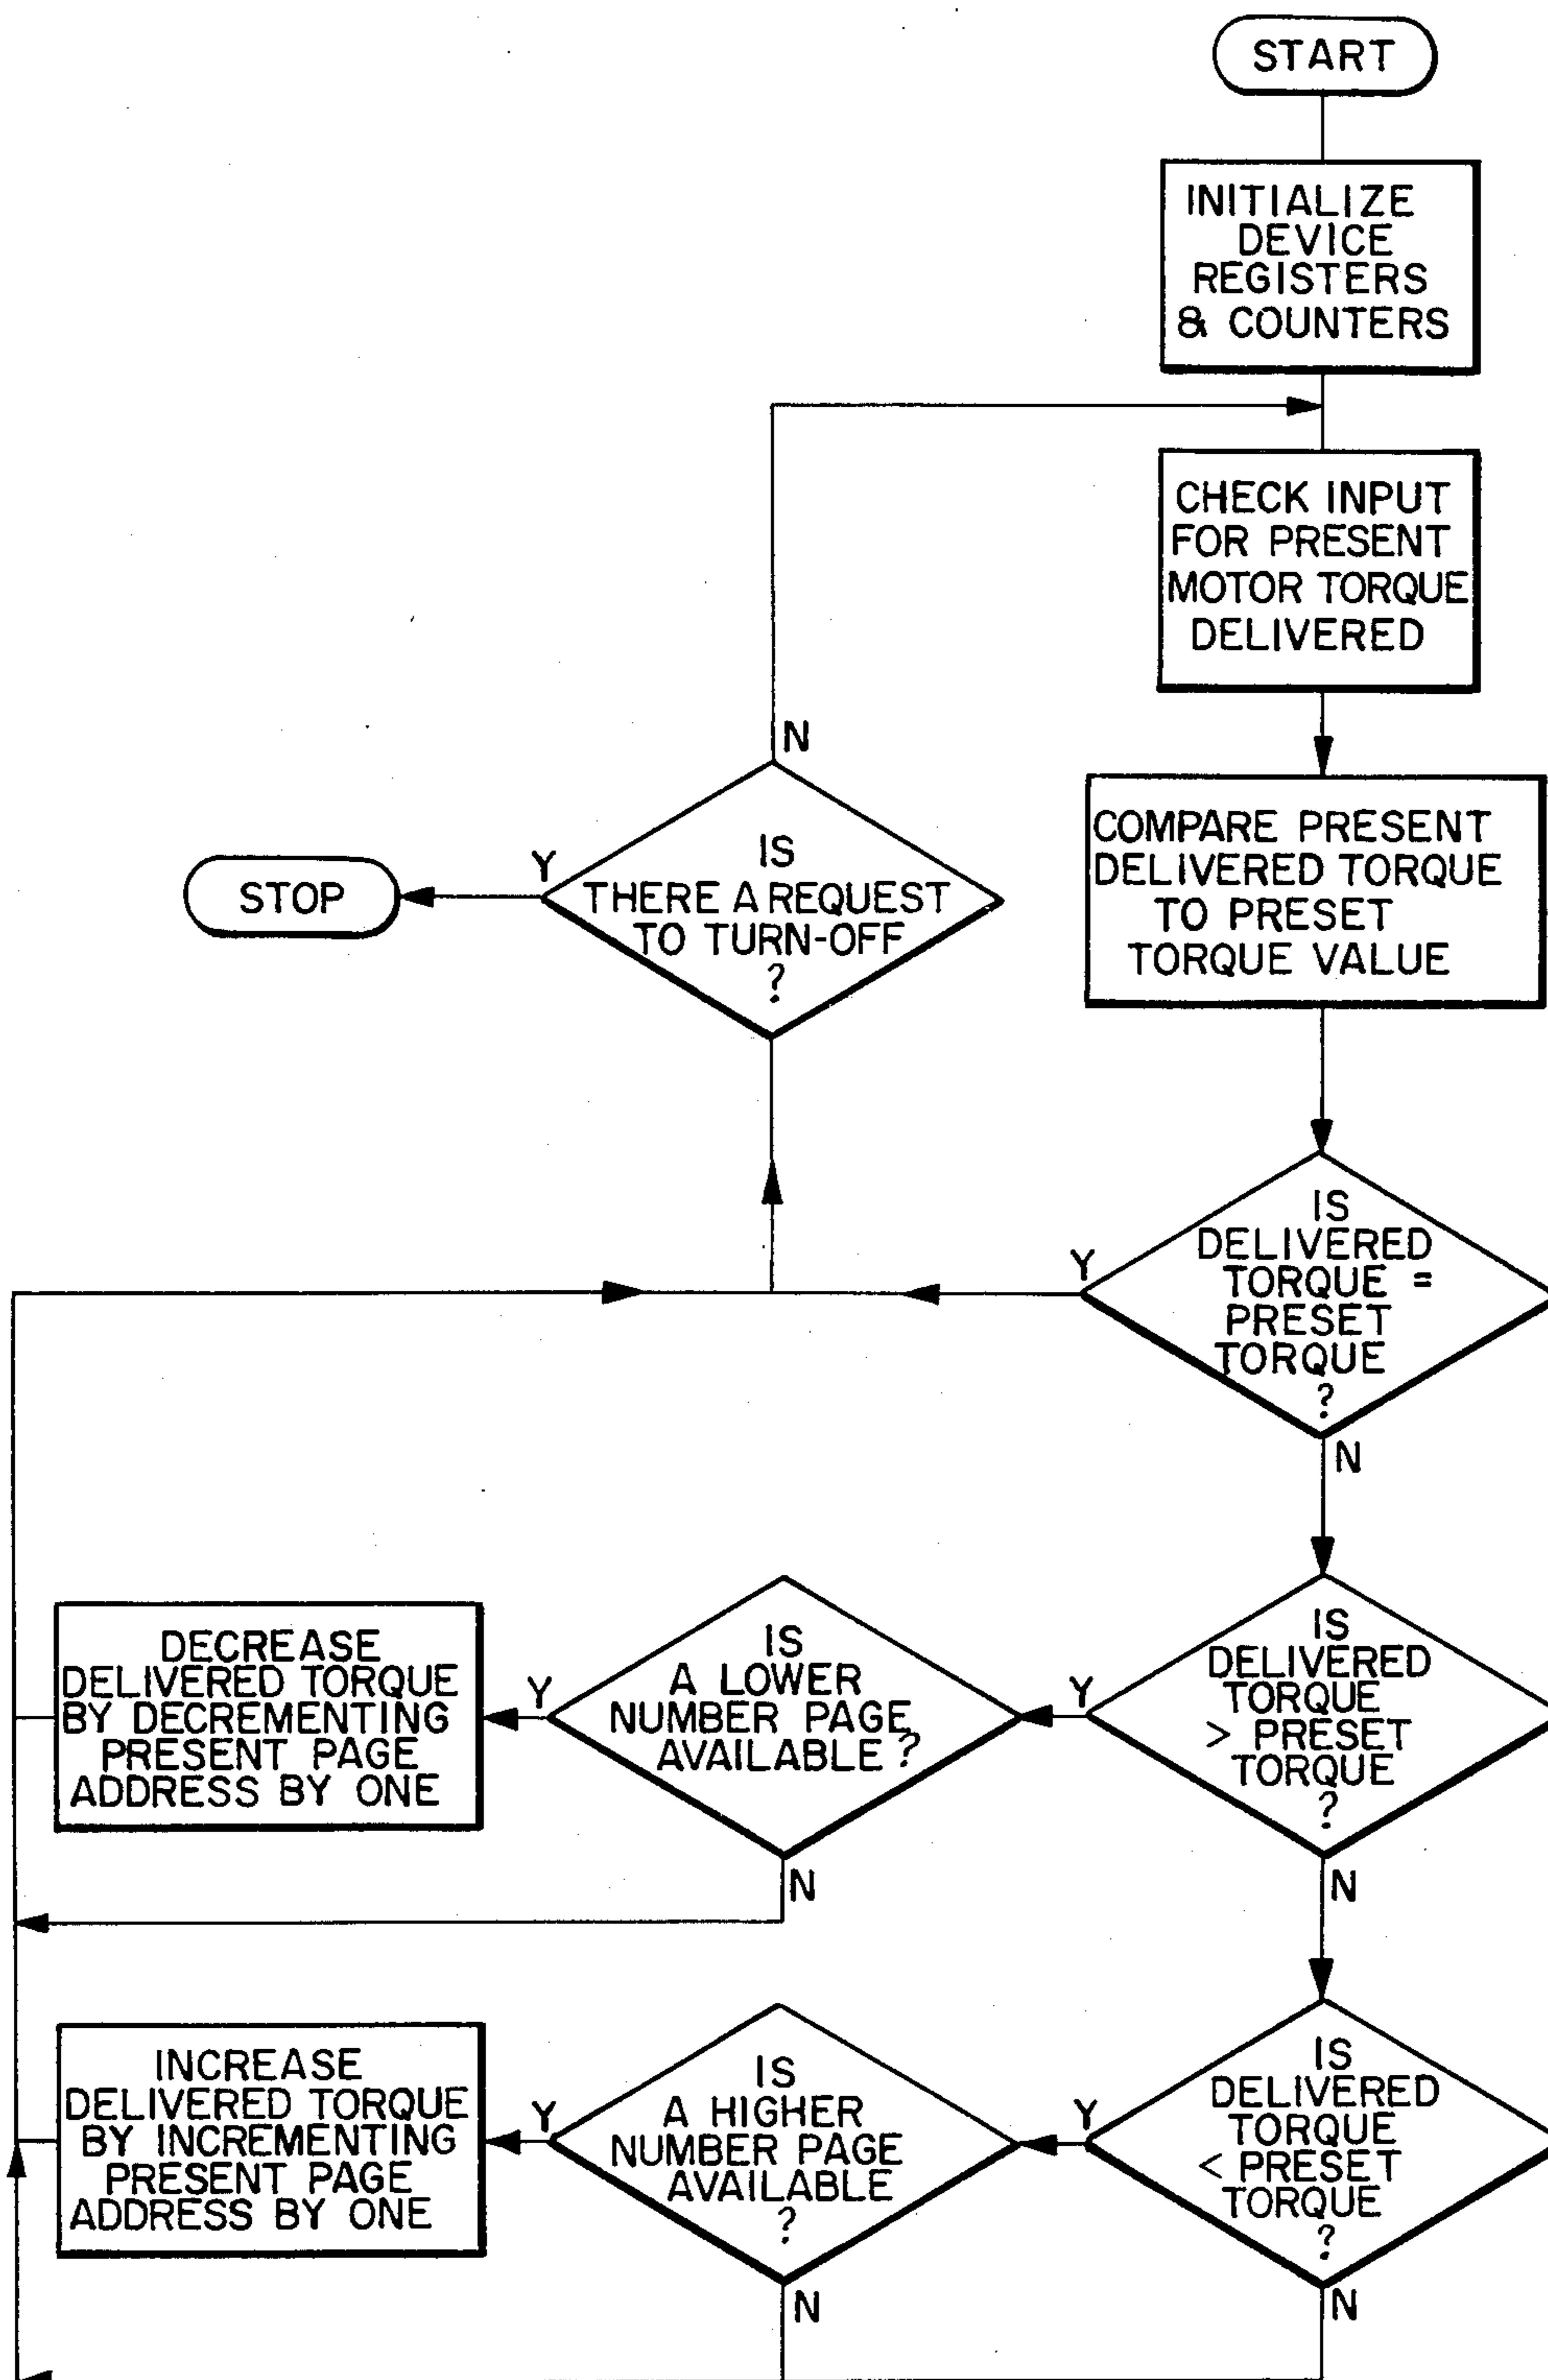 START
INITIALIZE
DEVICE
REGISTERS
& COUNTERS
CHECK INPUT
FOR PRESENT
MOTOR TORQUE
DELIVERED
N
COMPARE PRESENT
DELIVERED TORQUE
TO PRESET
TORQUE VALUE
Y
IS
THERE A REQUEST
TO TURN-OFF
?
STOP
IS
DELIVERED
TORQUE =
PRESET
TORQUE
?
Y
N
IS
DELIVERED
TORQUE
> PRESET
TORQUE
?
Y
N
IS
A LOWER
NUMBER PAGE
AVAILABLE?
Y
N
DECREASE
DELIVERED TORQUE
BY DECREMENTING
PRESENT PAGE
ADDRESS BY ONE
IS
DELIVERED
TORQUE
< PRESET
TORQUE
?
Y
N
IS
A HIGHER
NUMBER PAGE
AVAILABLE
?
Y
N
INCREASE
DELIVERED TORQUE
BY INCREMENTING
PRESENT PAGE
ADDRESS BY ONE